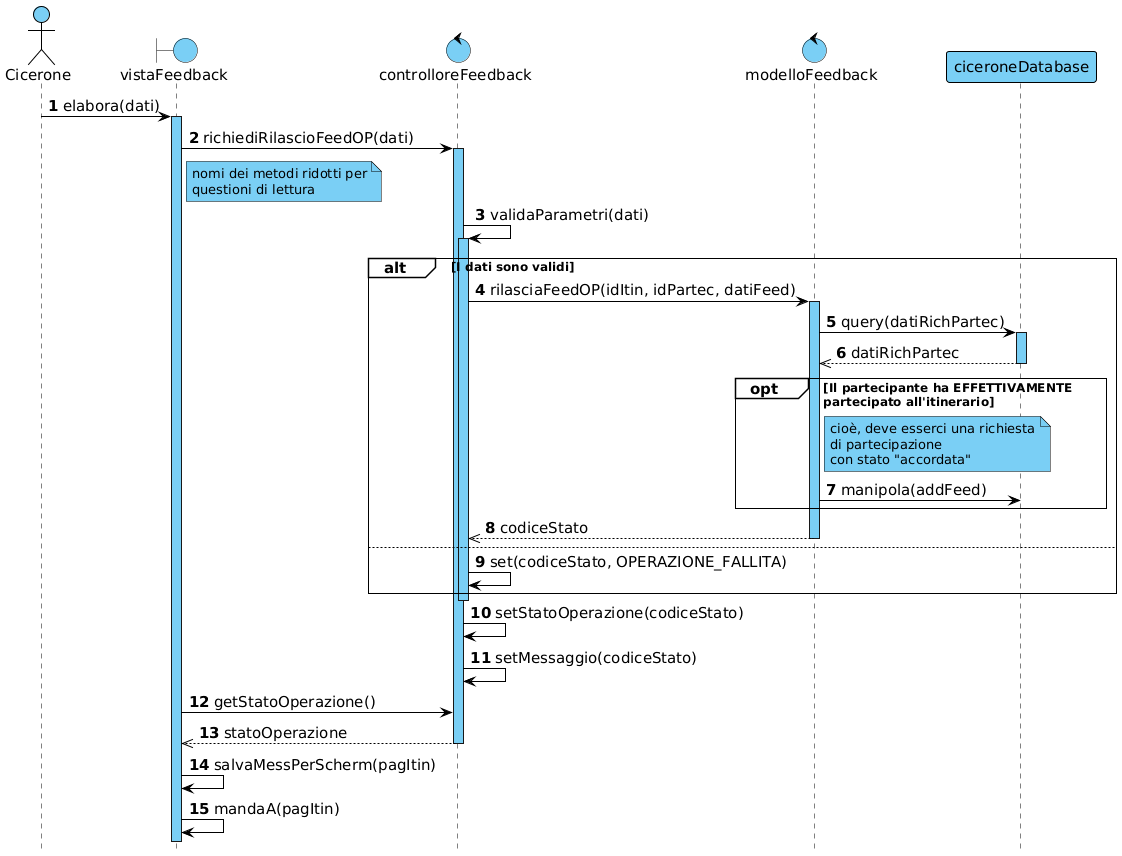 Cicerone
vistaFeedback
controlloreFeedback
modelloFeedback
ciceroneDatabase
1 elabora(dati)
2 richiediRilascioFeedOP(dati)
nomi dei metodi ridotti per
questioni di lettura
3 validaParametri(dati)
alt [I dati sono validi]
4 rilasciaFeedOP(idItin, idPartec, datiFeed)
5 query(datiRichPartec)
6 datiRichPartec
opt [Il partecipante ha EFFETTIVAMENTE
partecipato all'itinerario]
cioè, deve esserci una richiesta
di partecipazione
con stato "accordata"
7 manipola(addFeed)
8 codiceStato
9 set(codiceStato, OPERAZIONE_FALLITA)
10 setStatoOperazione(codiceStato)
11 setMessaggio(codiceStato)
12 getStatoOperazione()
13 statoOperazione
14 salvaMessPerScherm(pagItin)
15 mandaA(pagItin)